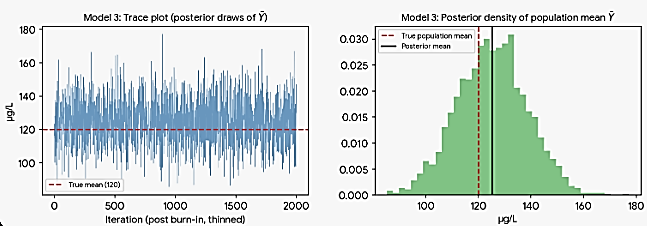 Model 3: Trace plot (posterior draws of Ȳ)
180
160
140
120
100
µg/L
True mean (120)
0
500
1000
1500
2000
Iteration (post burn-in, thinned)
Model 3: Posterior density of population mean Ȳ
True population mean
Posterior mean
0.030
0.025
0.020
0.015
0.010
0.005
0.000
100
120
140
160
180
µg/L